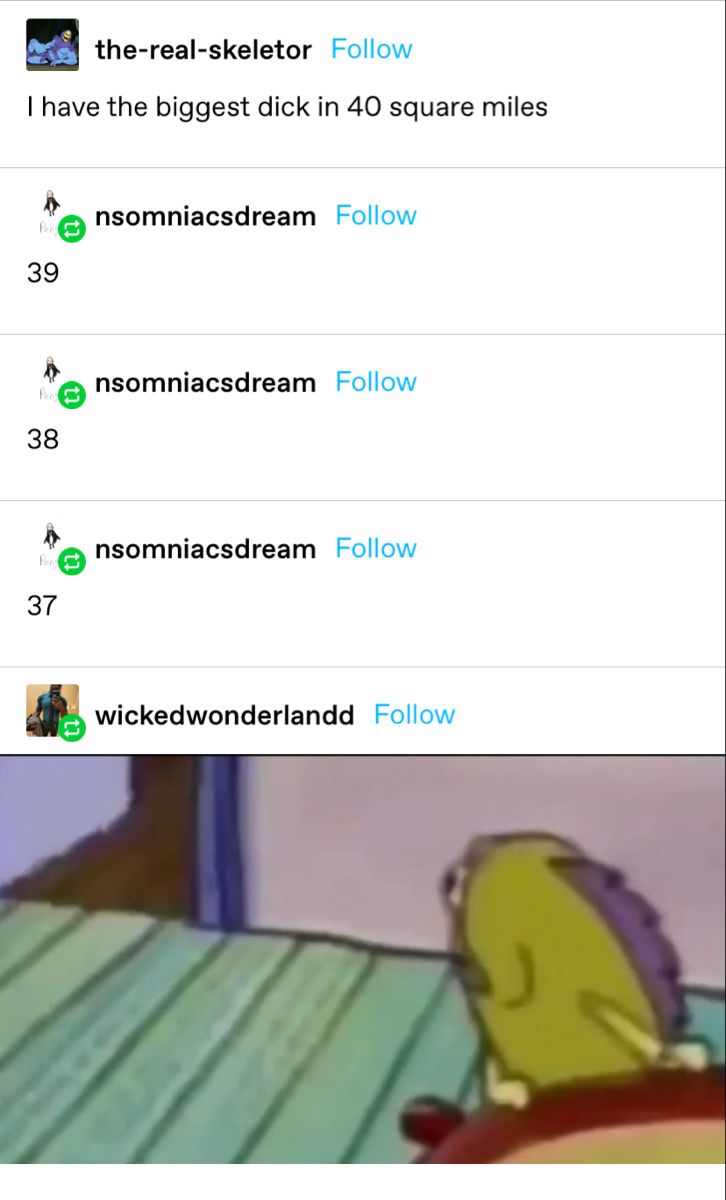 the-real-skeletor Follow
I have the biggest dick in 40 square miles
nsomniacsdream Follow
39
nsomniacsdream Follow
38
nsomniacsdream Follow
37
wickedwonderlandd Follow